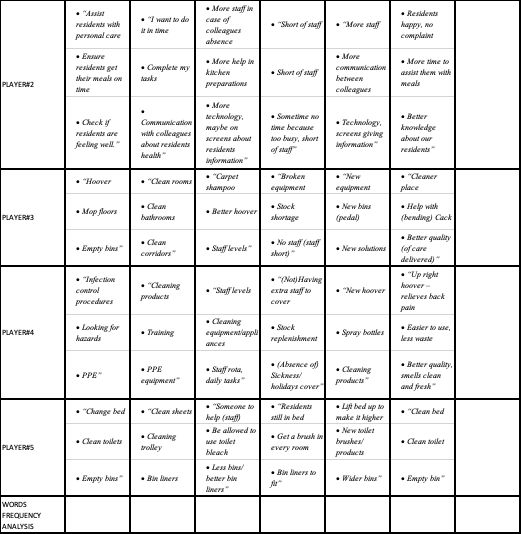 PLAYER#2
• "Assist
residents with
personal care
• "I want to do
it in time
• More staff in
case of
colleagues
absence
• "Short of staff
• "More staff
• Residents
happy, no
complaint
• Ensure
residents get
their meals on
time
• Complete my
tasks
• More help in
kitchen
preparations
• Short of staff
• More
communication
between
colleagues
• More time to
assist them with
meals
• Check if
residents are
feeling well."
•
Communication
with colleagues
about residents
health"
• More
technology,
maybe on
screens about
residents
information"
• Sometime no
time because
too busy, short
of staff"
• Technology,
screens giving
information"
• Better
knowledge
about our
residents"
PLAYER#3
• "Hoover
• "Clean rooms
• "Carpet
shampoo
• "Broken
equipment
• "New
equipment
• "Cleaner
place
• Mop floors
• Clean
bathrooms
• Better hoover
• Stock
shortage
• New bins
(pedal)
• Help with
(bending) Cack
• Empty bins"
• Clean
corridors"
• Staff levels"
• No staff (staff
short)"
• New solutions
• Better quality
(of care
delivered)"
PLAYER#4
• "Infection
control
procedures
• "Cleaning
products
• "Staff levels
• "(Not)Having
extra staff to
cover
• "New hoover
• "Up right
hoover –
relieves back
pain
• Looking for
hazards
• Training
• Cleaning
equipment/appli
ances
• Stock
replenishment
• Spray bottles
• Easier to use,
less waste
• PPE"
• PPE
equipment"
• Staff rota,
daily tasks"
• (Absence of)
Sickness/
holidays cover"
• Cleaning
products"
• Better quality,
smells clean
and fresh"
PLAYER#5
• "Change bed
• "Clean sheets
• "Someone to
help (staff)
• "Residents
still in bed
• Lift bed up to
make it higher
• "Clean bed
• Clean toilets
• Cleaning
trolley
• Be allowed to
use toilet
bleach
• Get a brush in
every room
• New toilet
brushes/
products
• Clean toilet
• Empty bins"
• Bin liners
• Less bins/
better bin
liners"
• Bin liners to
fit"
• Wider bins"
• Empty bin"
WORDS
FREQUENCY
ANALYSIS